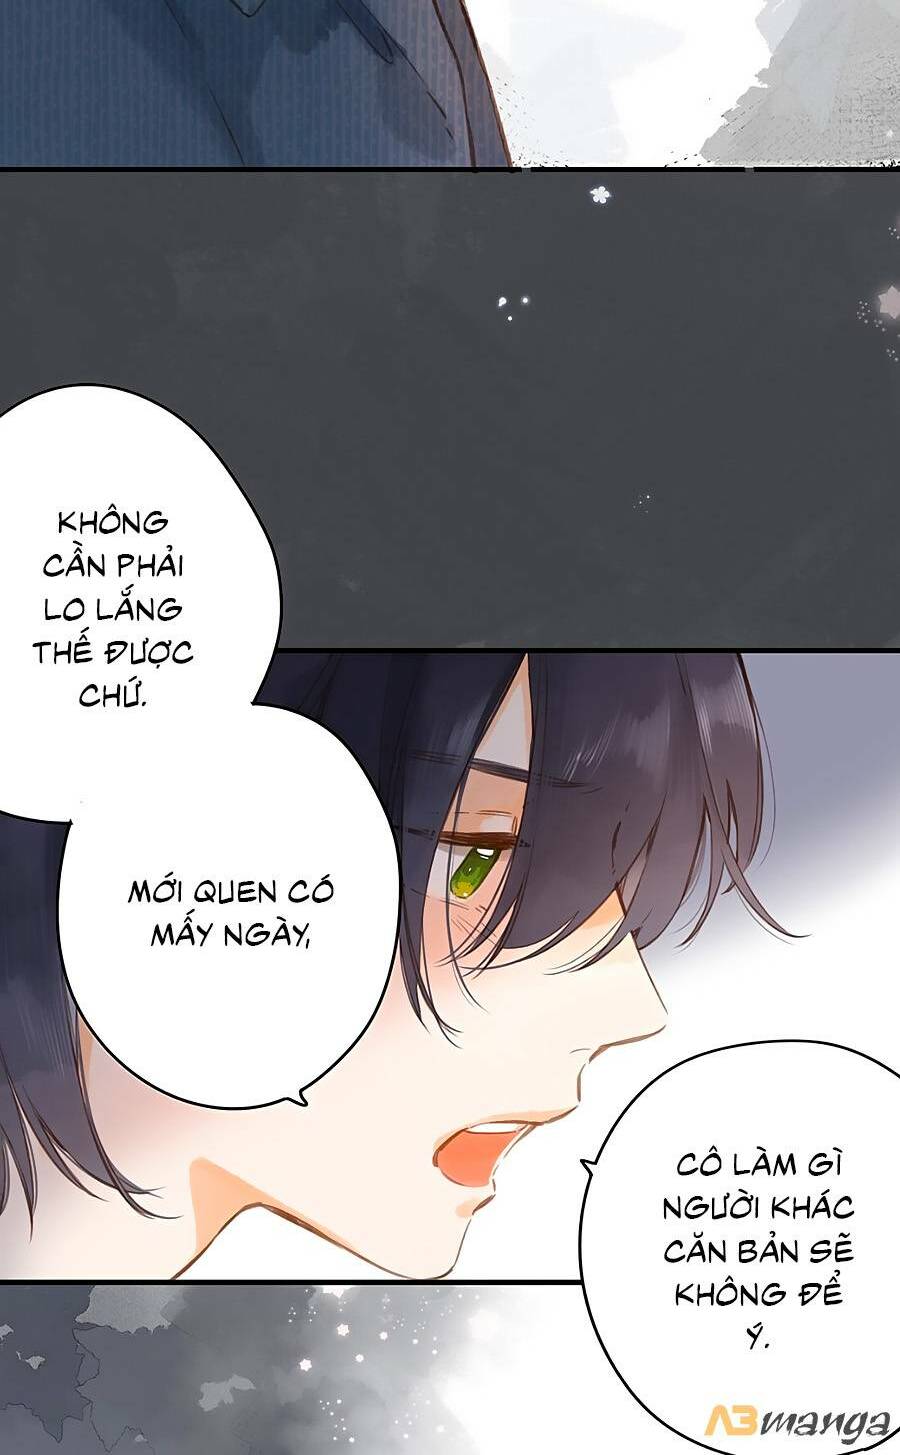 KHÔNG
CẦN PHẢI
LO LẮNG
THẾ ĐƯỢC
CHỨ.
MỚI QUEN CÓ
MẤY NGÀY,
CÔ LÀM GÌ
NGƯỜI KHÁC
CĂN BẢN SẼ
KHÔNG ĐỂ
Ý.
A3manga